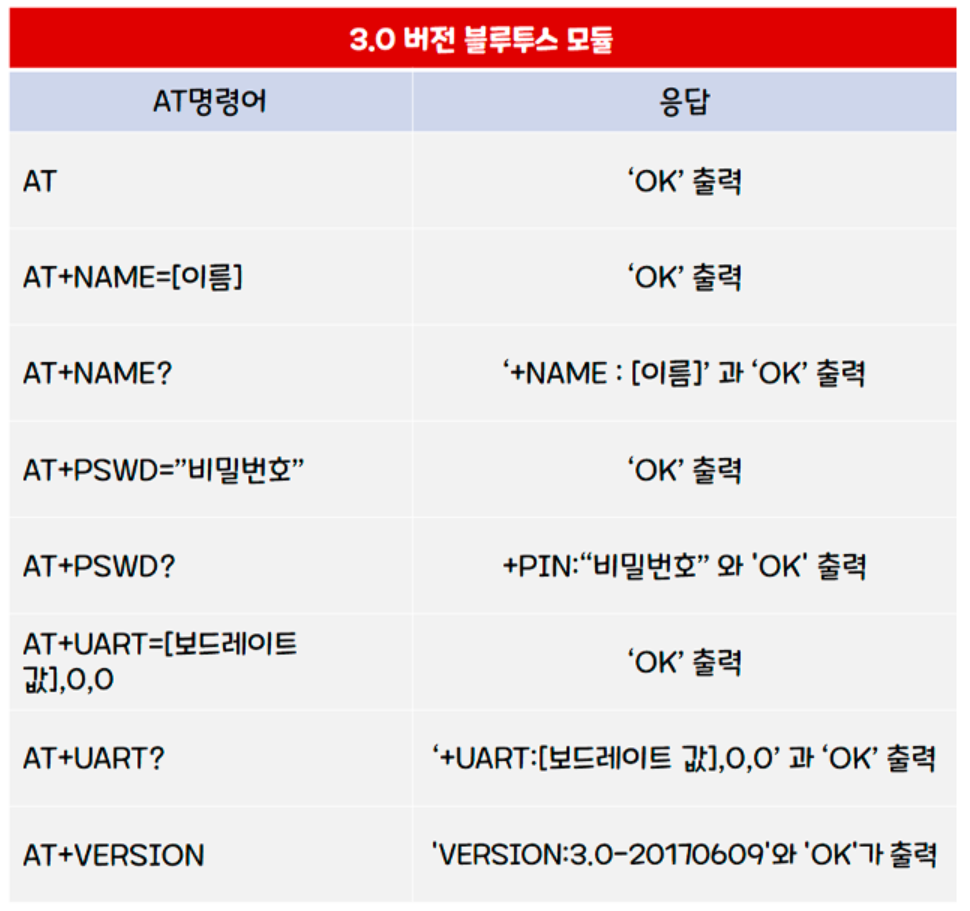 3.0 버전 블루투스 모듈
AT명령어 응답
AT ‘OK’ 출력
AT+NAME=[이름] ‘OK’ 출력
AT+NAME? ‘+NAME : [이름]’ 과 ‘OK’ 출력
AT+PSWD=”비밀번호” ‘OK’ 출력
AT+PSWD? +PIN:“비밀번호” 와 'OK' 출력
AT+UART=[보드레이트
값],0,0 ‘OK’ 출력
AT+UART? ‘+UART:[보드레이트 값],0,0’ 과 ‘OK’ 출력
AT+VERSION 'VERSION:3.0-20170609'와 'OK'가 출력